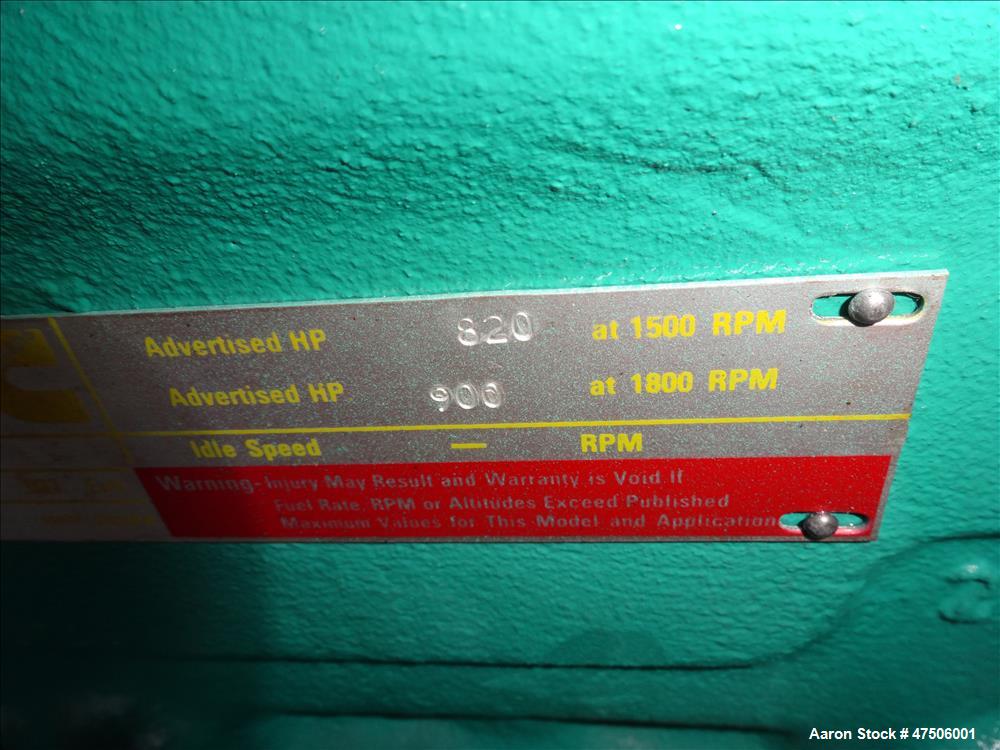 Advertised HP 820 at 1500 RPM
Advertised HP 900 at 1800 RPM
Idle Speed — RPM
Warning- Injury May Result and Warranty is Void If
Fuel Rate, RPM or Altitudes Exceed Published
Maximum Values for This Model and Application
Aaron Stock # 47506001